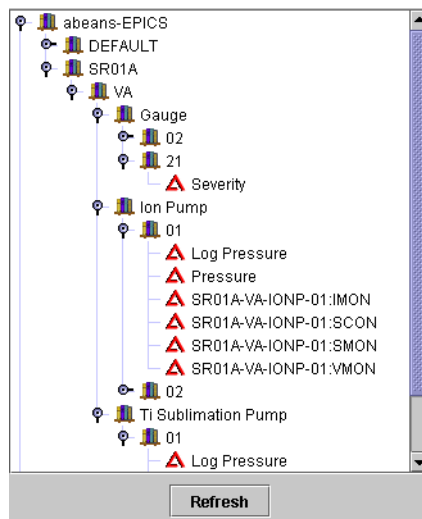 abeans-EPICS
DEFAULT
SR01A
VA
Gauge
02
21
Severity
Ion Pump
01
Log Pressure
Pressure
SR01A-VA-IONP-01:IMON
SR01A-VA-IONP-01:SCON
SR01A-VA-IONP-01:SMON
SR01A-VA-IONP-01:VMON
02
Ti Sublimation Pump
01
Log Pressure
Refresh